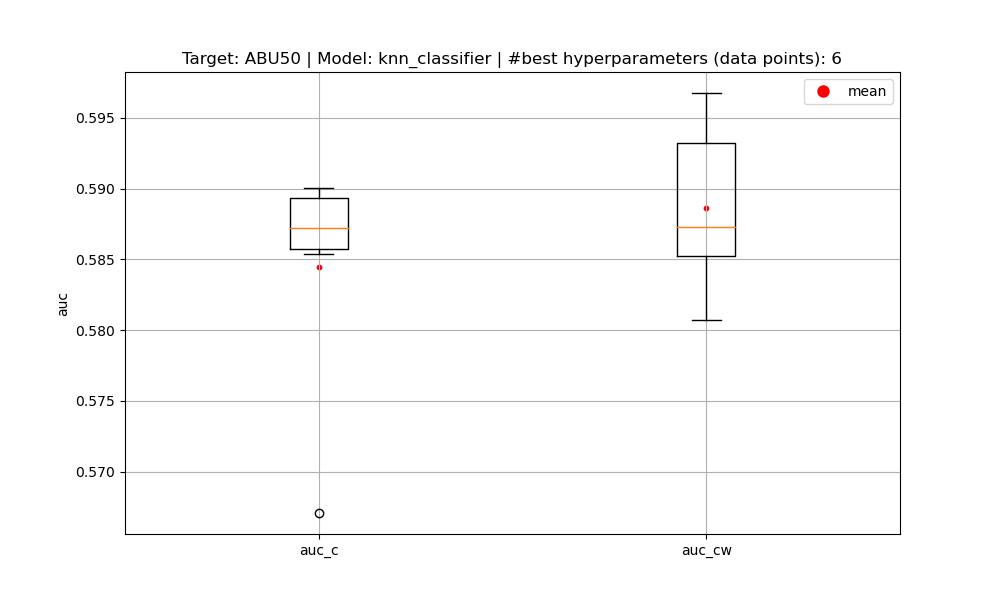 Target: ABU50 | Model: knn_classifier | #best hyperparameters (data points): 6
mean
0.595
0.590
0.585
0.580
0.575
0.570
auc
auc_c
auc_cw